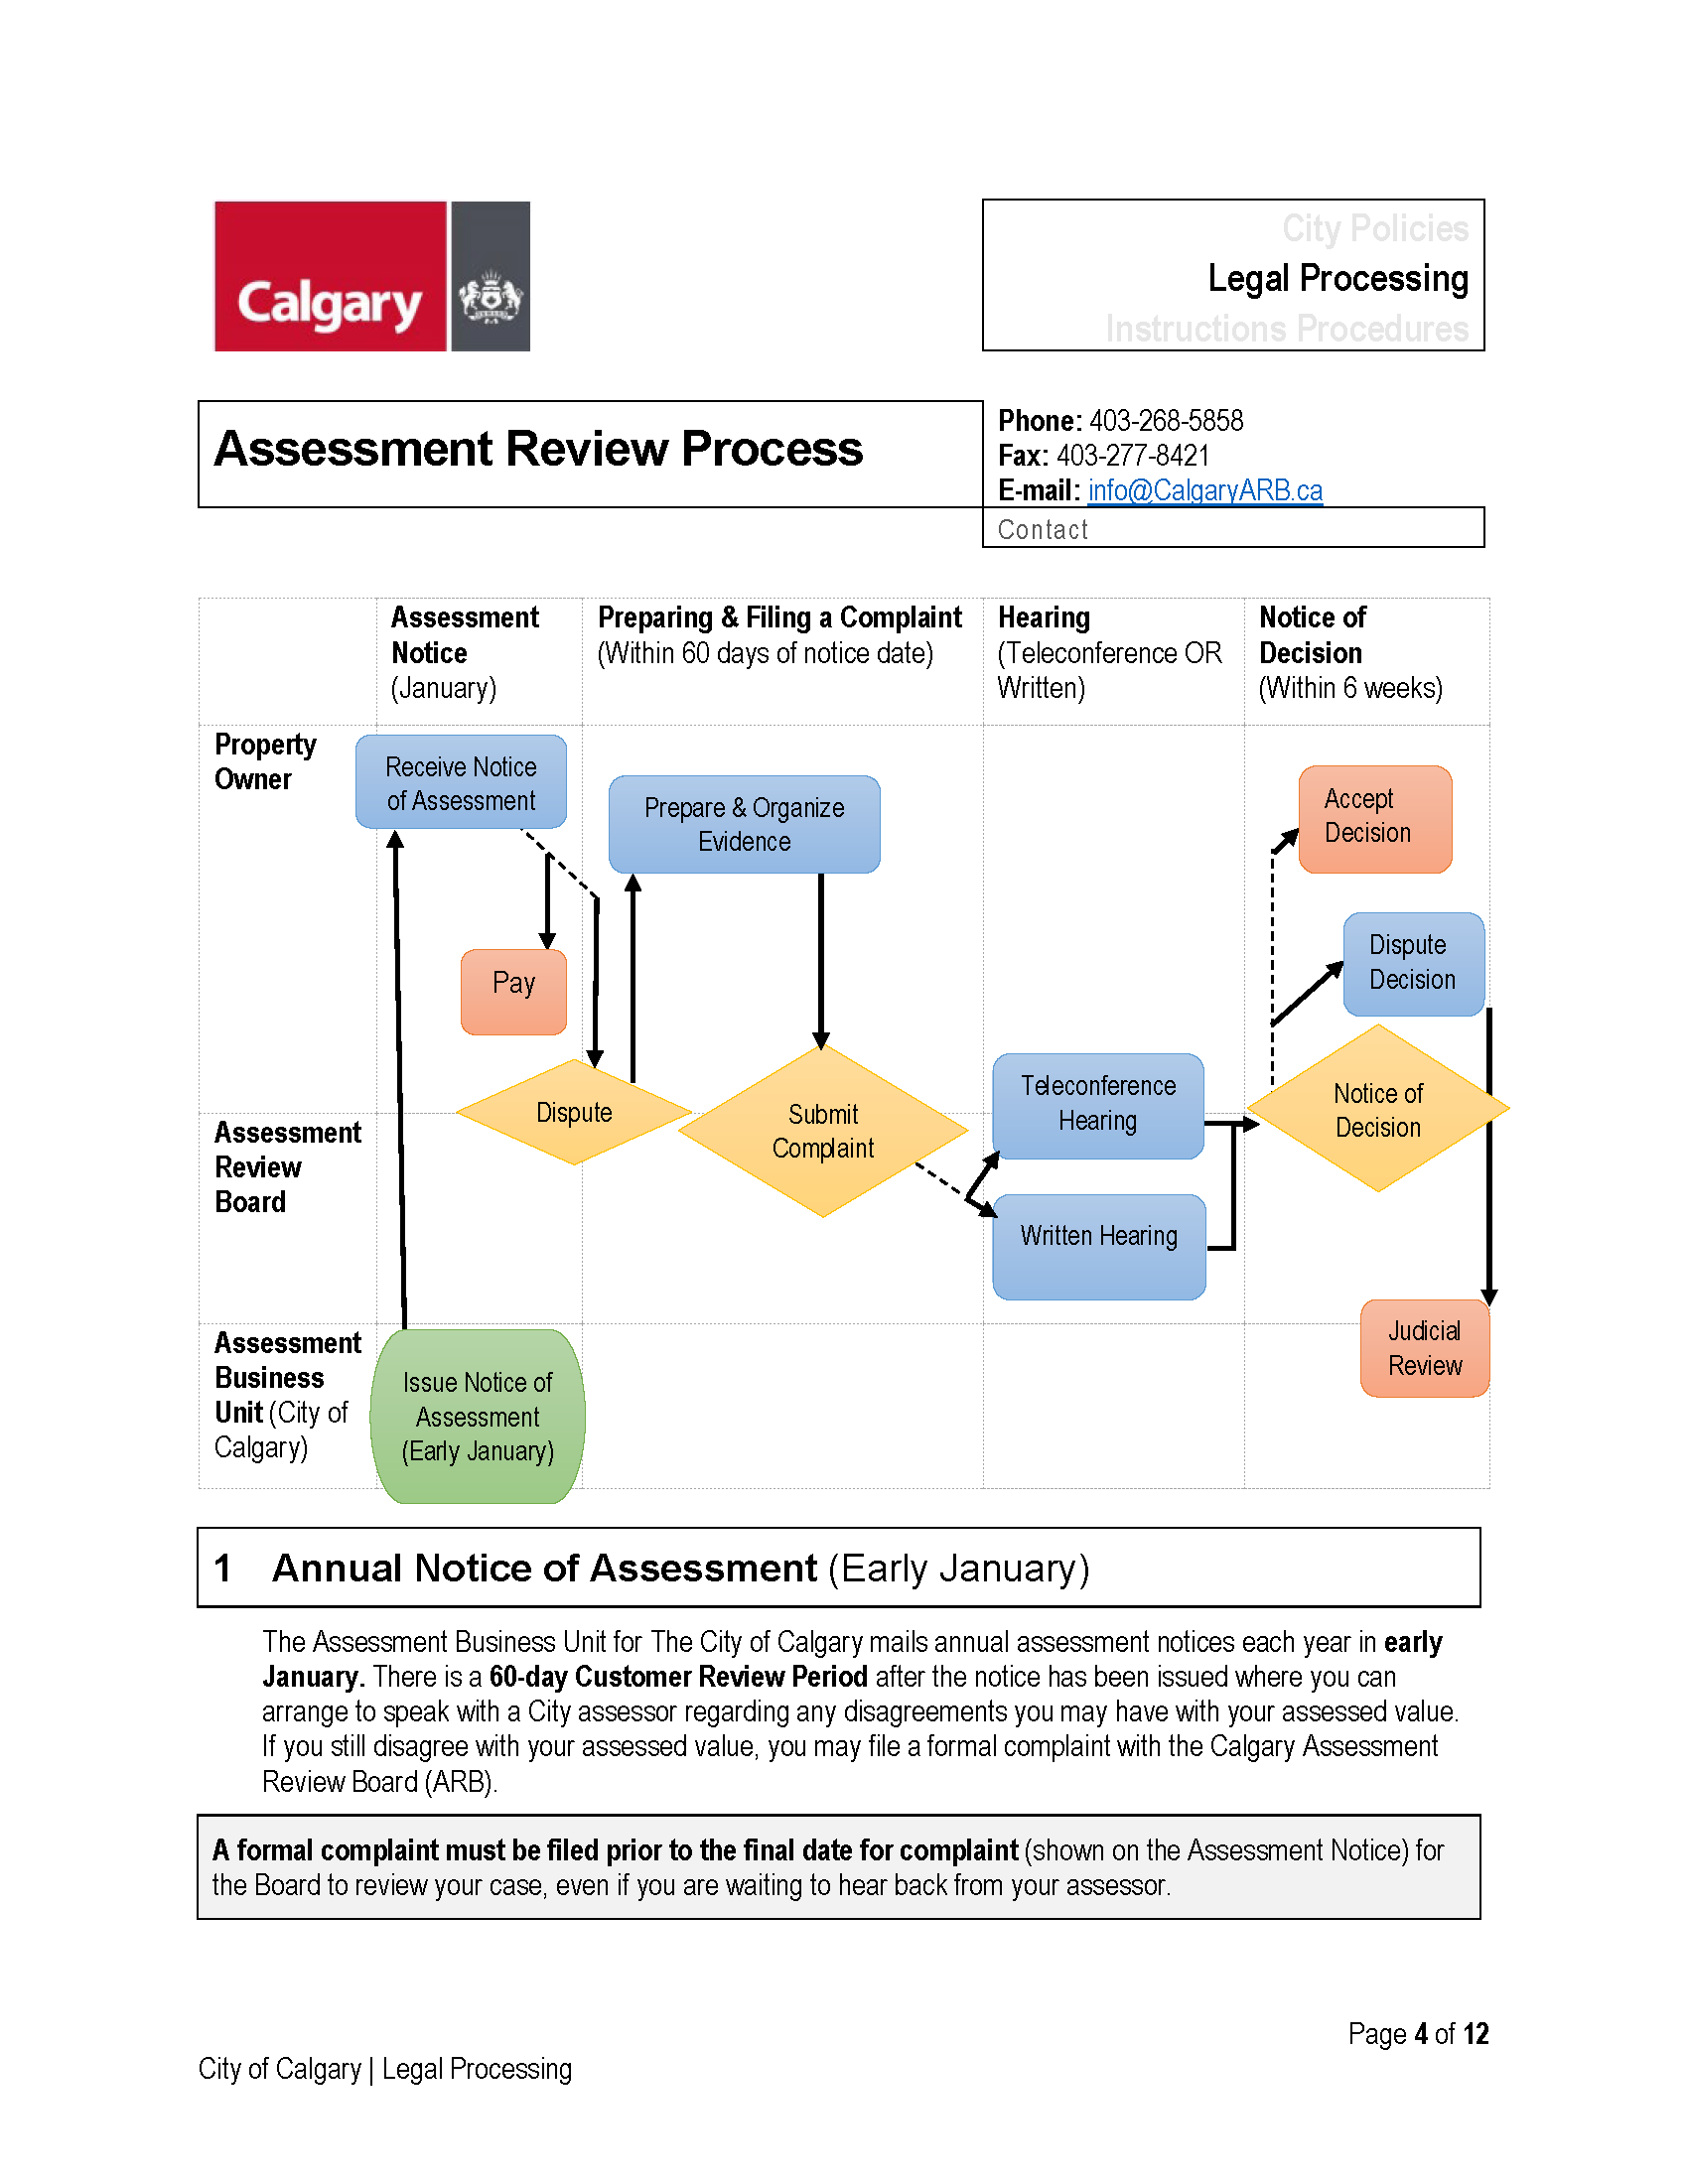 Calgary
City Policies
Legal Processing
Instructions Procedures
Assessment Review Process
Phone: 403-268-5858
Fax: 403-277-8421
E-mail: info@CalgaryARB.ca
Contact
Assessment
Notice
(January)
Preparing & Filing a Complaint
(Within 60 days of notice date)
Hearing
(Teleconference OR
Written)
Notice of
Decision
(Within 6 weeks)
Property
Owner
Receive Notice
of Assessment
Prepare & Organize
Evidence
Accept
Decision
Dispute
Decision
Pay
Dispute
Submit
Complaint
Teleconference
Hearing
Notice of
Decision
Assessment
Review
Board
Written Hearing
Judicial
Review
Assessment
Business
Unit (City of
Calgary)
Issue Notice of
Assessment
(Early January)
1 Annual Notice of Assessment (Early January)
The Assessment Business Unit for The City of Calgary mails annual assessment notices each year in early
January. There is a 60-day Customer Review Period after the notice has been issued where you can
arrange to speak with a City assessor regarding any disagreements you may have with your assessed value.
If you still disagree with your assessed value, you may file a formal complaint with the Calgary Assessment
Review Board (ARB).
A formal complaint must be filed prior to the final date for complaint (shown on the Assessment Notice) for
the Board to review your case, even if you are waiting to hear back from your assessor.
Page 4 of 12
City of Calgary | Legal Processing